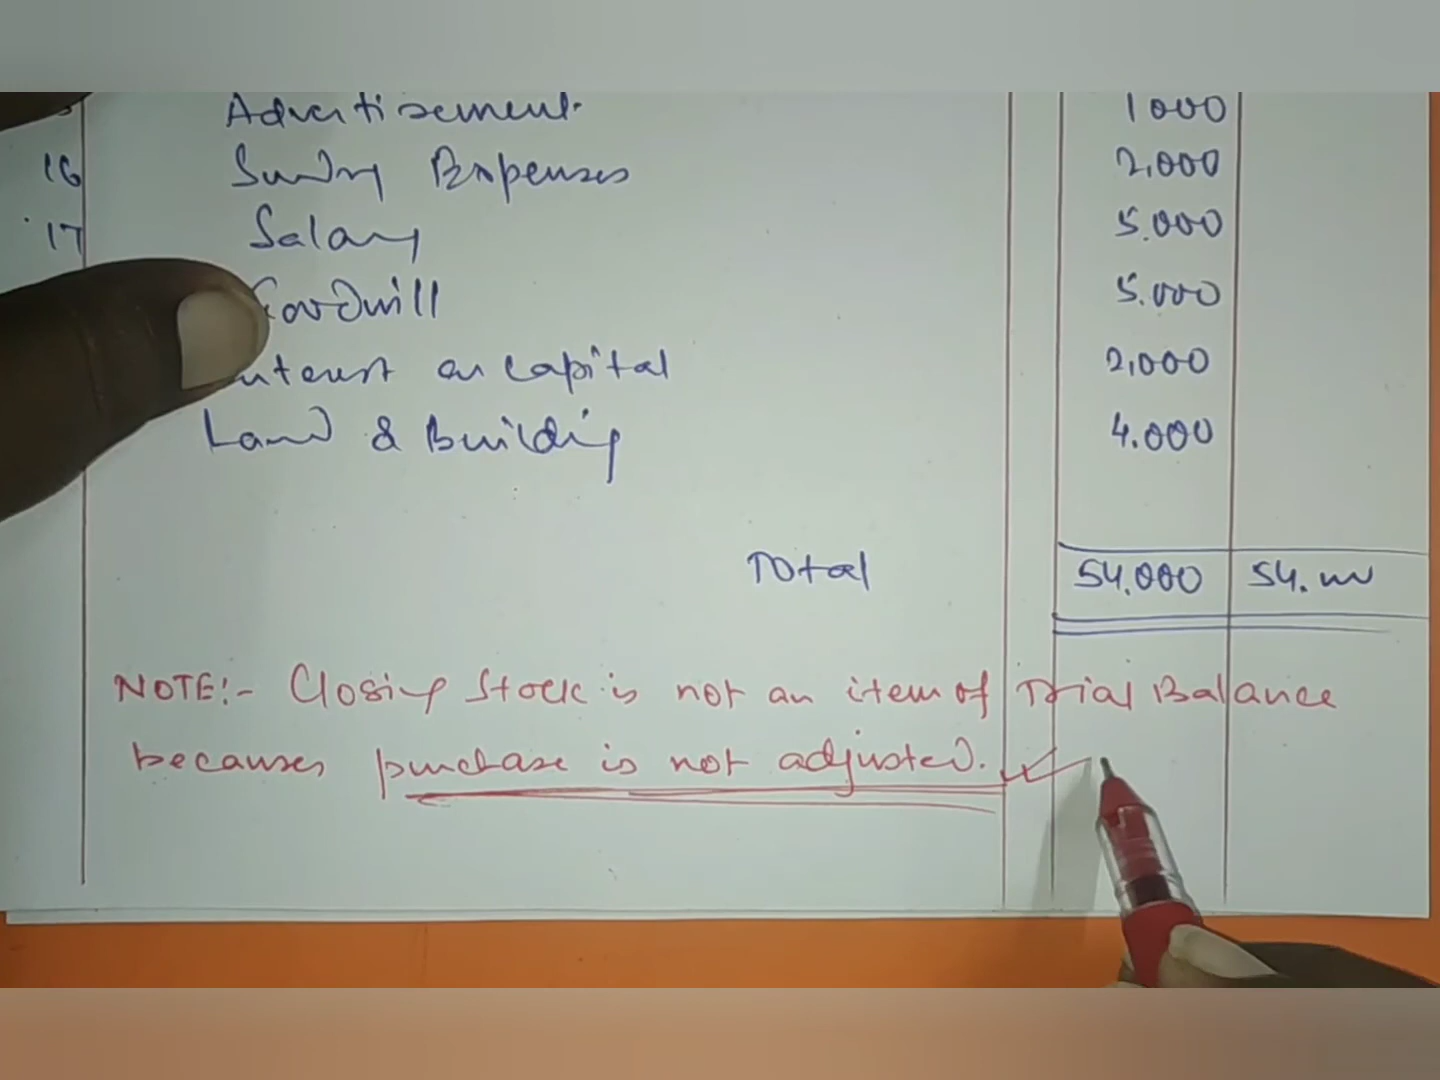 Advertisement 1000
16 Sundry Expenses 2,000
17 Salary 5.000
Goodwill 5.000
Interest on capital 2,000
Land & Building 4.000
Total 54.000 54.000
NOTE:- Closing Stock is not an item of Trial Balance
becauses purchase is not adjusted.